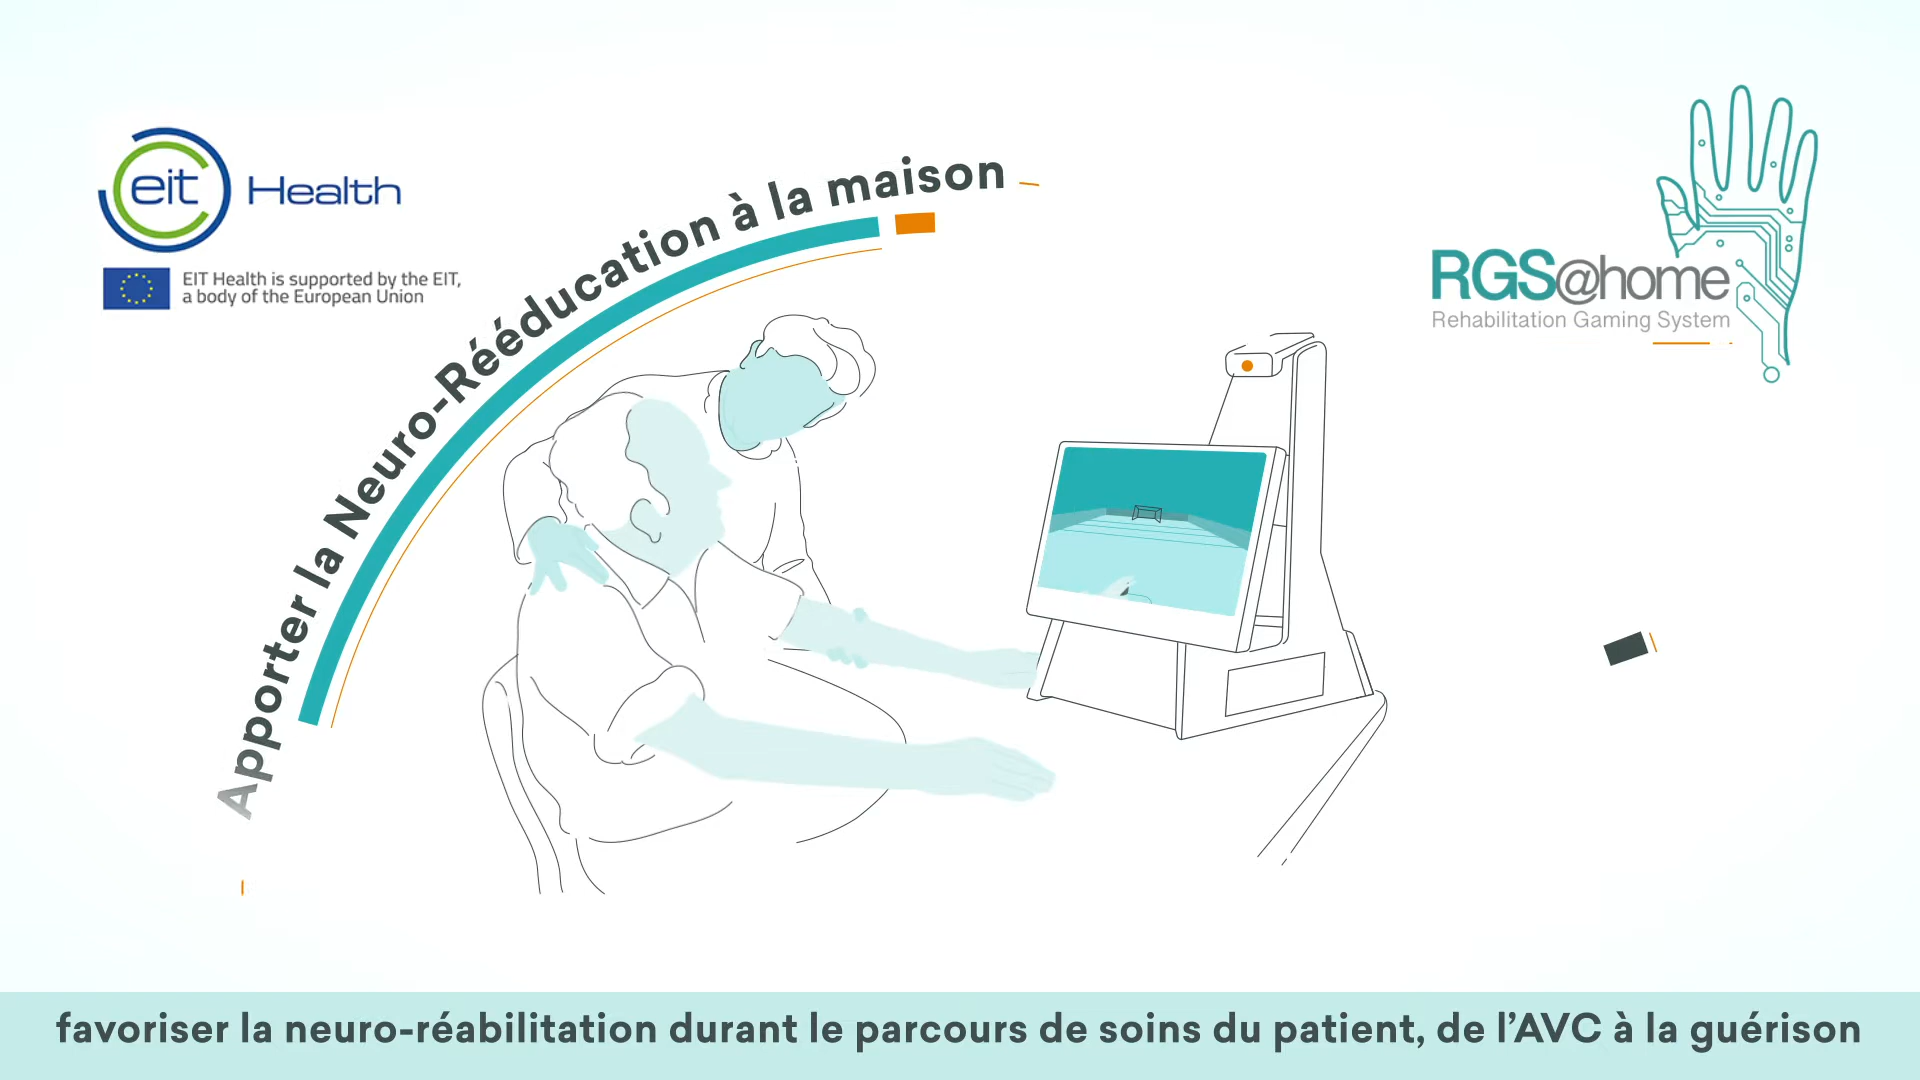 eit Health
EIT Health is supported by the EIT,
a body of the European Union
Apporter la Neuro-Rééducation à la maison
RGS@home
Rehabilitation Gaming System
favoriser la neuro-réabilitation durant le parcours de soins du patient, de l’AVC à la guérison